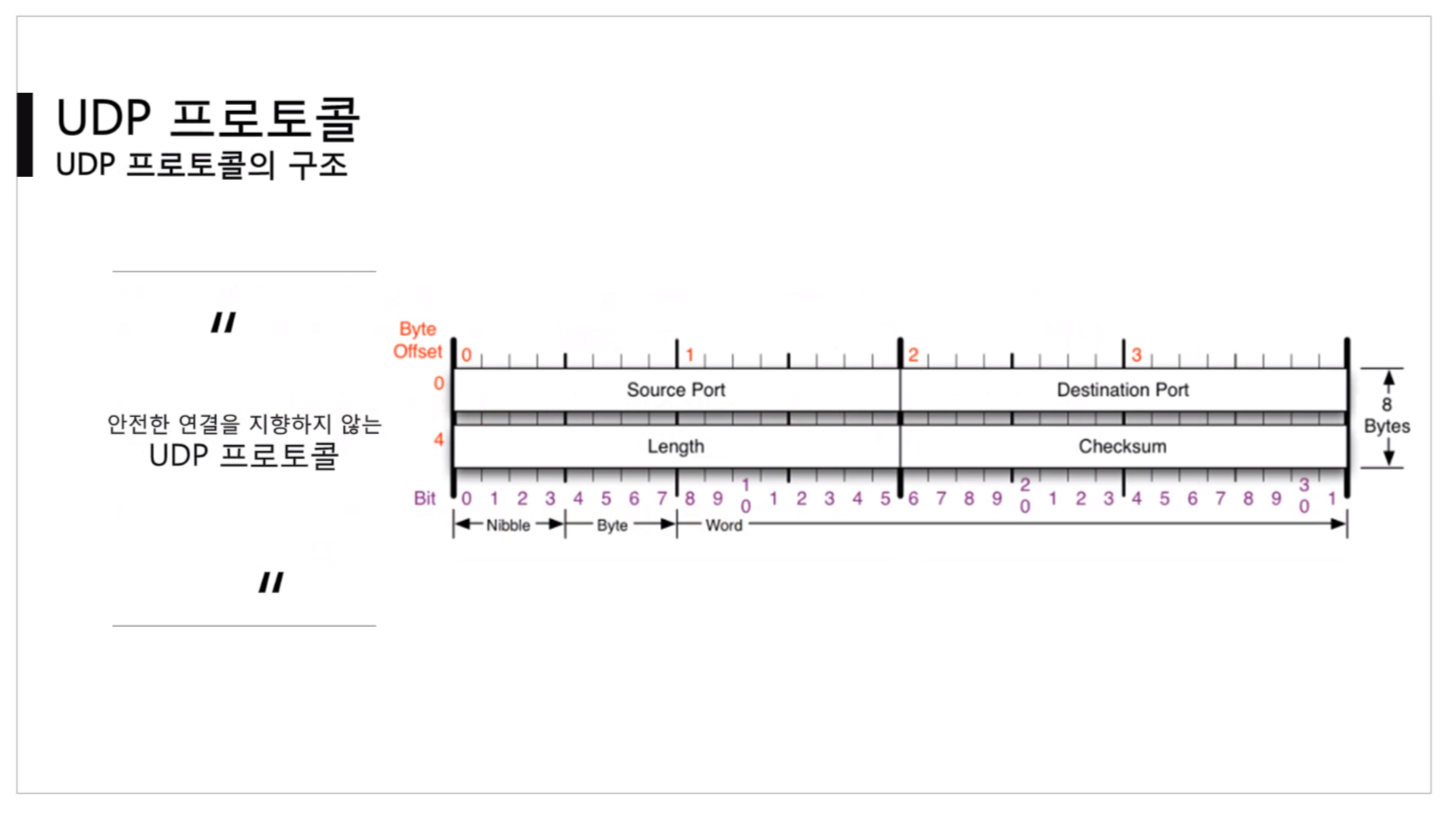 UDP 프로토콜
UDP 프로토콜의 구조
“
안전한 연결을 지향하지 않는
UDP 프로토콜
“
Byte
Offset 0 1 2 3
0 Source Port Destination Port
4 Length Checksum
8
Bytes
Bit 0 1 2 3 4 5 6 7 8 9 10 1 2 3 4 5 6 7 8 9 20 1 2 3 4 5 6 7 8 9 30 1
Nibble Byte Word